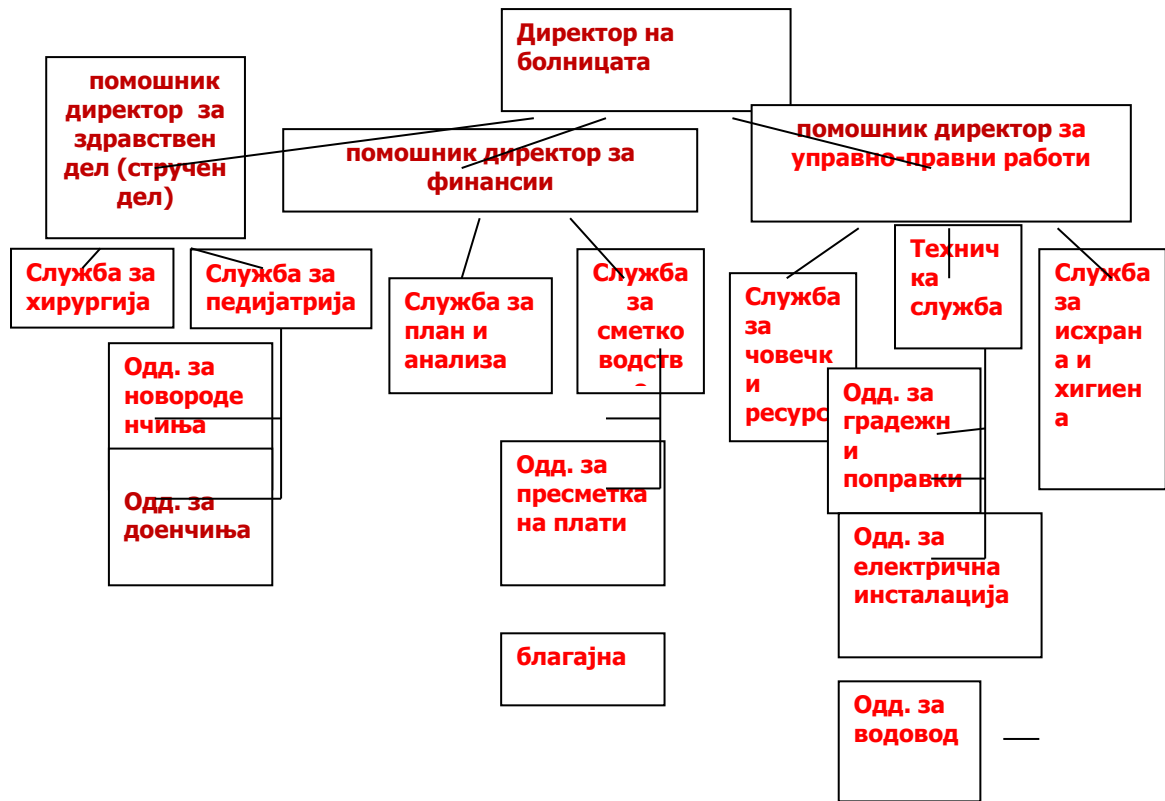 Директор на
болницата
помошник
директор за
здравствен
дел (стручен
дел)
помошник директор за
финансии
помошник директор за
управно-правни работи
Служба за
хирургија
Служба за
педијатрија
Служба за
план и
анализа
Служба
за
сметко
водств
Служба
за
човечк
и
ресурс
Технич
ка
служба
Служба
за
исхран
а и
хигиен
а
Одд. за
новороде
нчиња
Одд. за
доенчиња
Одд. за
пресметка
на плати
благајна
Одд. за
градежн
и
поправки
Одд. за
електрична
инсталација
Одд. за
водовод